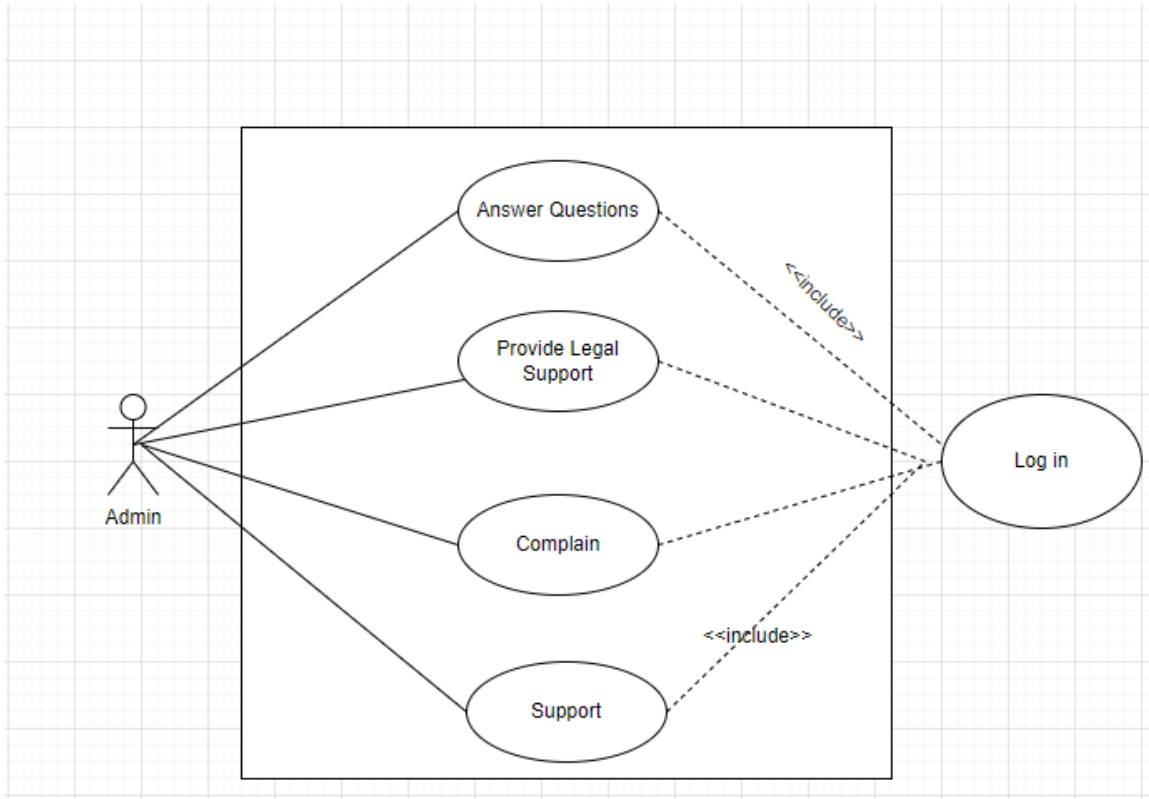 Answer Questions
<<include>>
Provide Legal
Support
Log in
Admin
Complain
<<include>>
Support